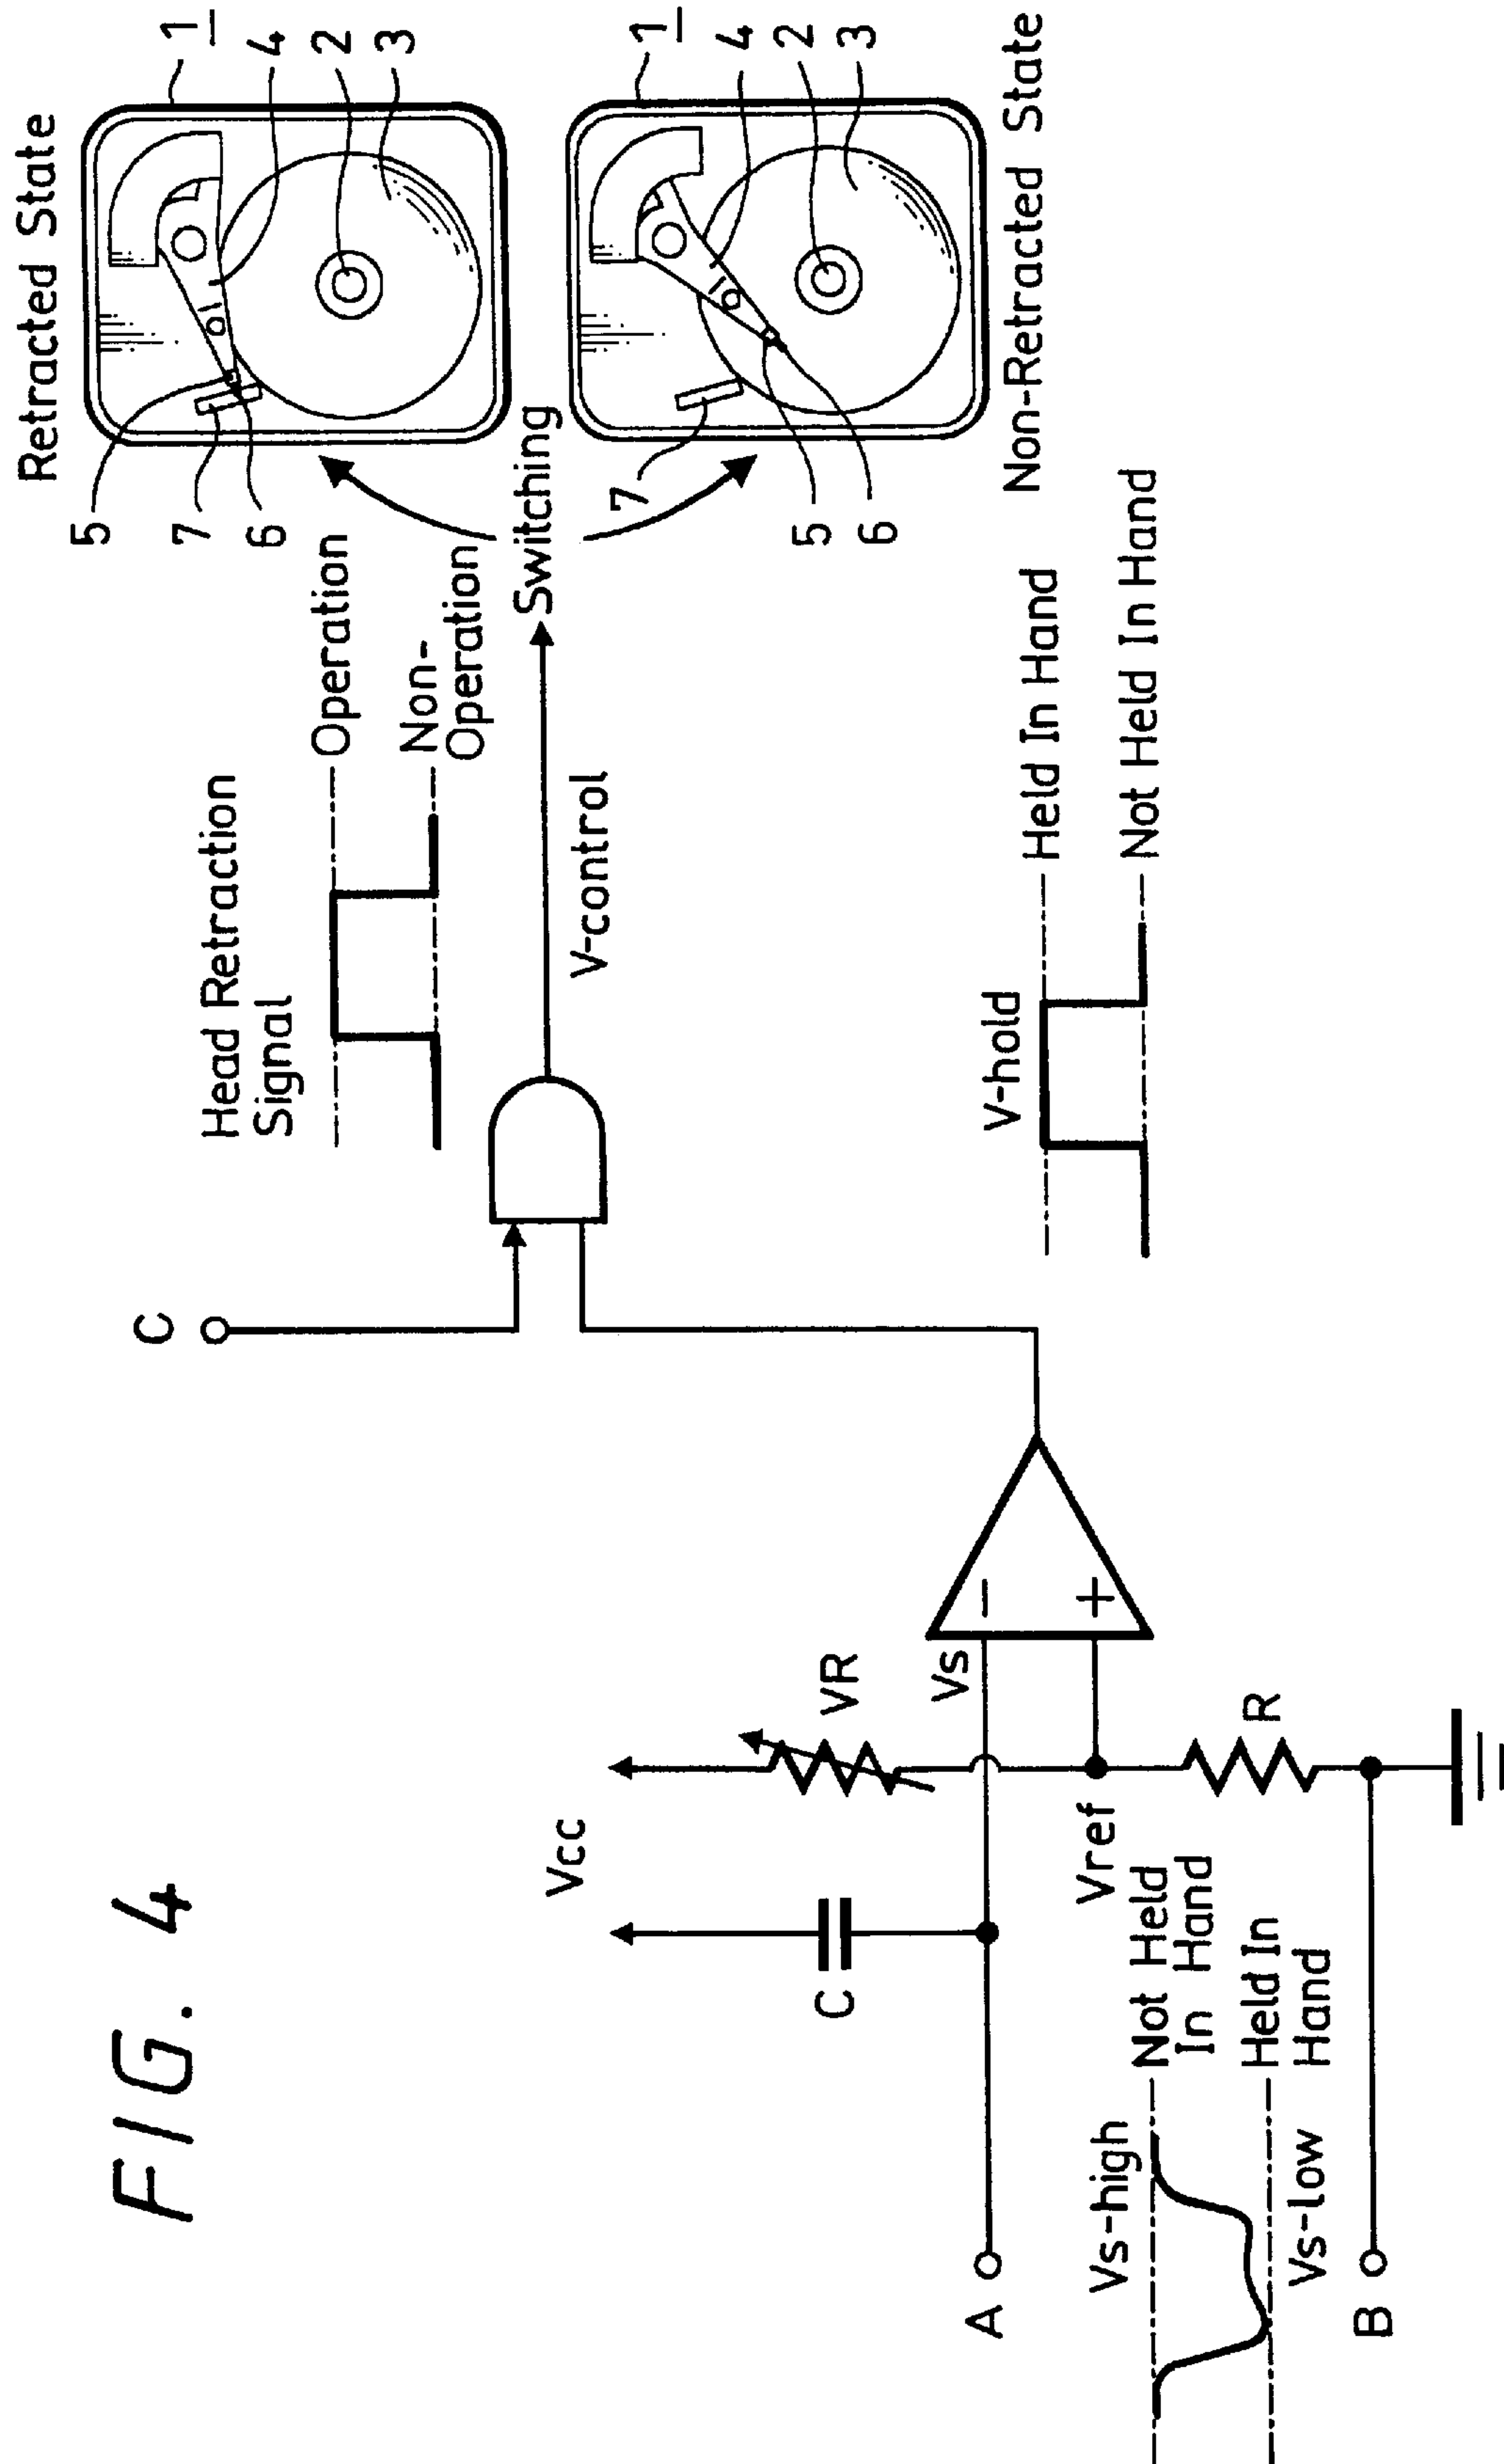 FIG. 4
Retracted State
1
4
2
3
5
7
6
Head Retraction
Signal
Operation
Non-
Operation
C
Switching
V-control
1
4
2
3
7
5
6
Non-Retracted State
Vcc
C
VR
Vs
−
+
V-hold
Held In Hand
Not Held In Hand
A
Vref
R
Vs-high
Not Held
In Hand
Held In
Hand
Vs-low
B